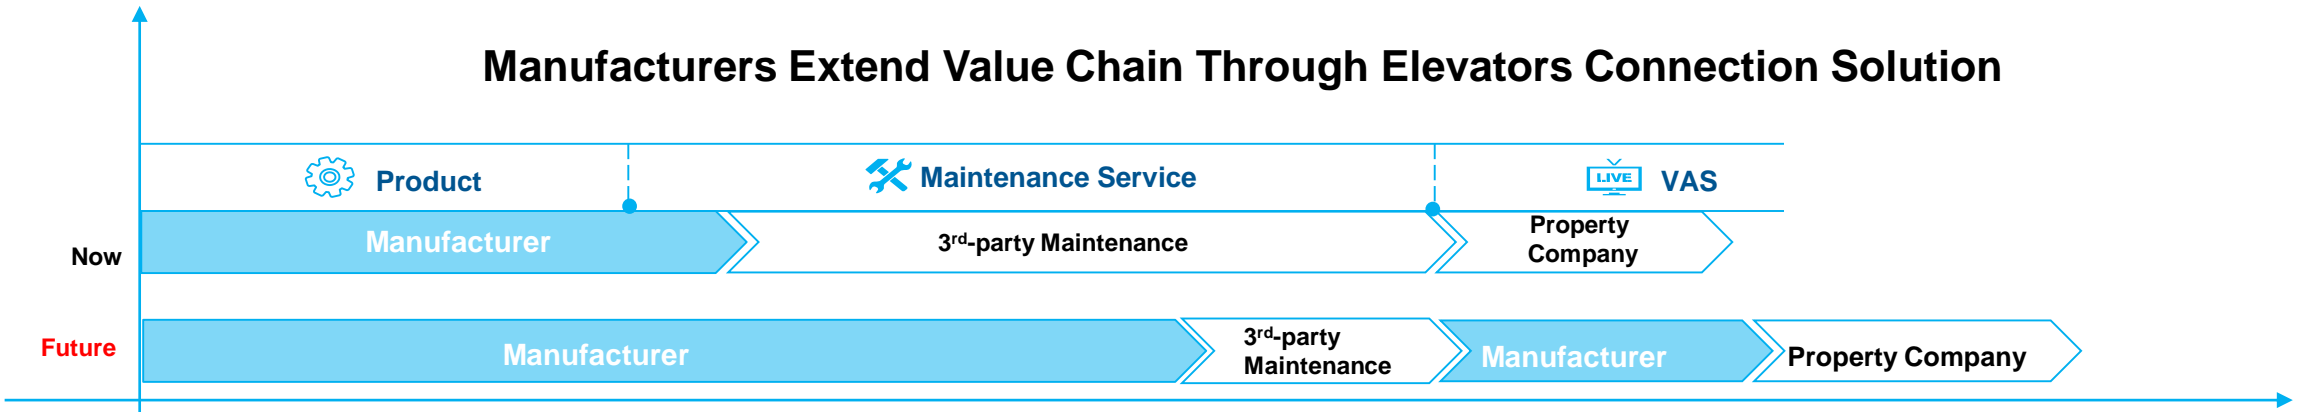 Manufacturers Extend Value Chain Through Elevators Connection Solution
Product
Maintenance Service
LIVE
VAS
Now
Manufacturer
3rd-party Maintenance
Property
Company
Future
Manufacturer
3rd-party
Maintenance
Manufacturer
Property Company